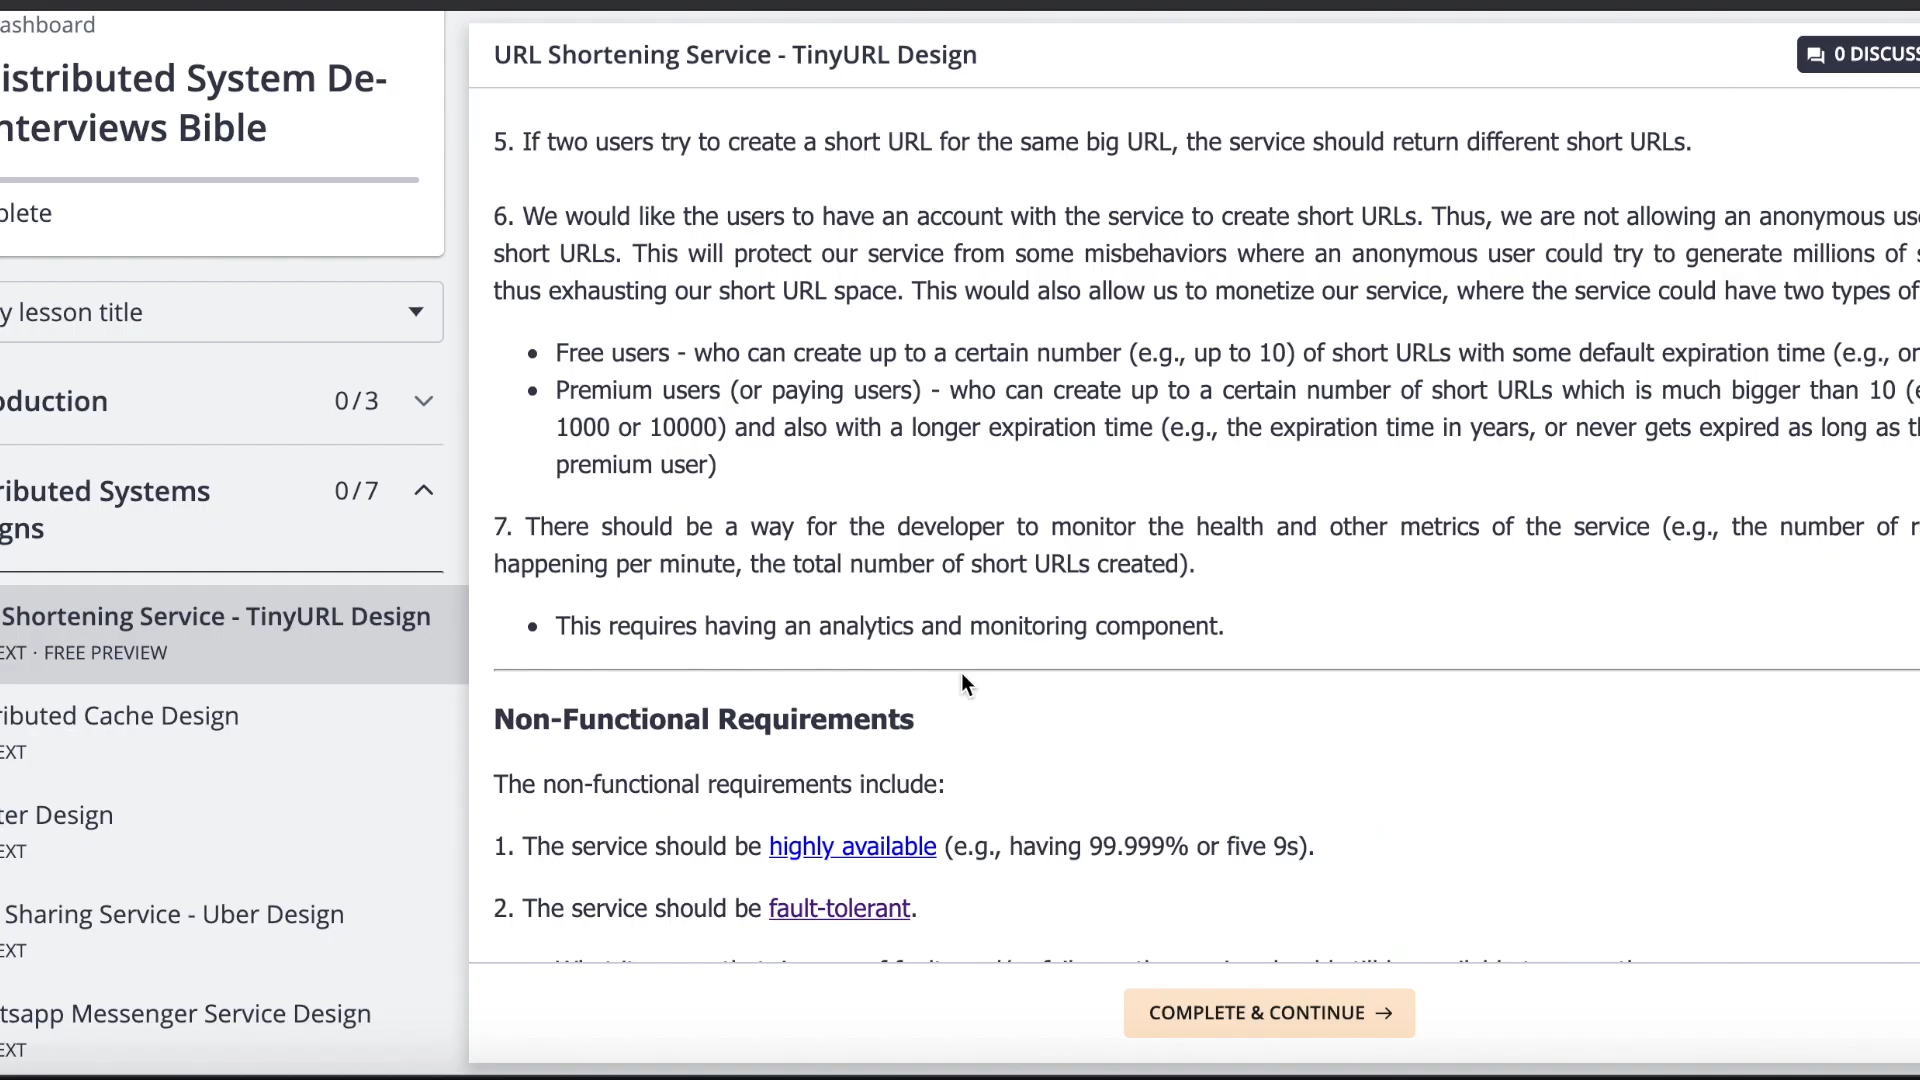 ashboard
istributed System De-
nterviews Bible
plete
y lesson title
oduction 0/3
ributed Systems 0/7
gns
Shortening Service - TinyURL Design
EXT · FREE PREVIEW
ributed Cache Design
EXT
ter Design
EXT
Sharing Service - Uber Design
EXT
tsapp Messenger Service Design
EXT
URL Shortening Service - TinyURL Design
0 DISCUSS
5. If two users try to create a short URL for the same big URL, the service should return different short URLs.
6. We would like the users to have an account with the service to create short URLs. Thus, we are not allowing an anonymous use
short URLs. This will protect our service from some misbehaviors where an anonymous user could try to generate millions of s
thus exhausting our short URL space. This would also allow us to monetize our service, where the service could have two types of
• Free users - who can create up to a certain number (e.g., up to 10) of short URLs with some default expiration time (e.g., on
• Premium users (or paying users) - who can create up to a certain number of short URLs which is much bigger than 10 (e
1000 or 10000) and also with a longer expiration time (e.g., the expiration time in years, or never gets expired as long as th
premium user)
7. There should be a way for the developer to monitor the health and other metrics of the service (e.g., the number of r
happening per minute, the total number of short URLs created).
• This requires having an analytics and monitoring component.
Non-Functional Requirements
The non-functional requirements include:
1. The service should be highly available (e.g., having 99.999% or five 9s).
2. The service should be fault-tolerant.
COMPLETE & CONTINUE →